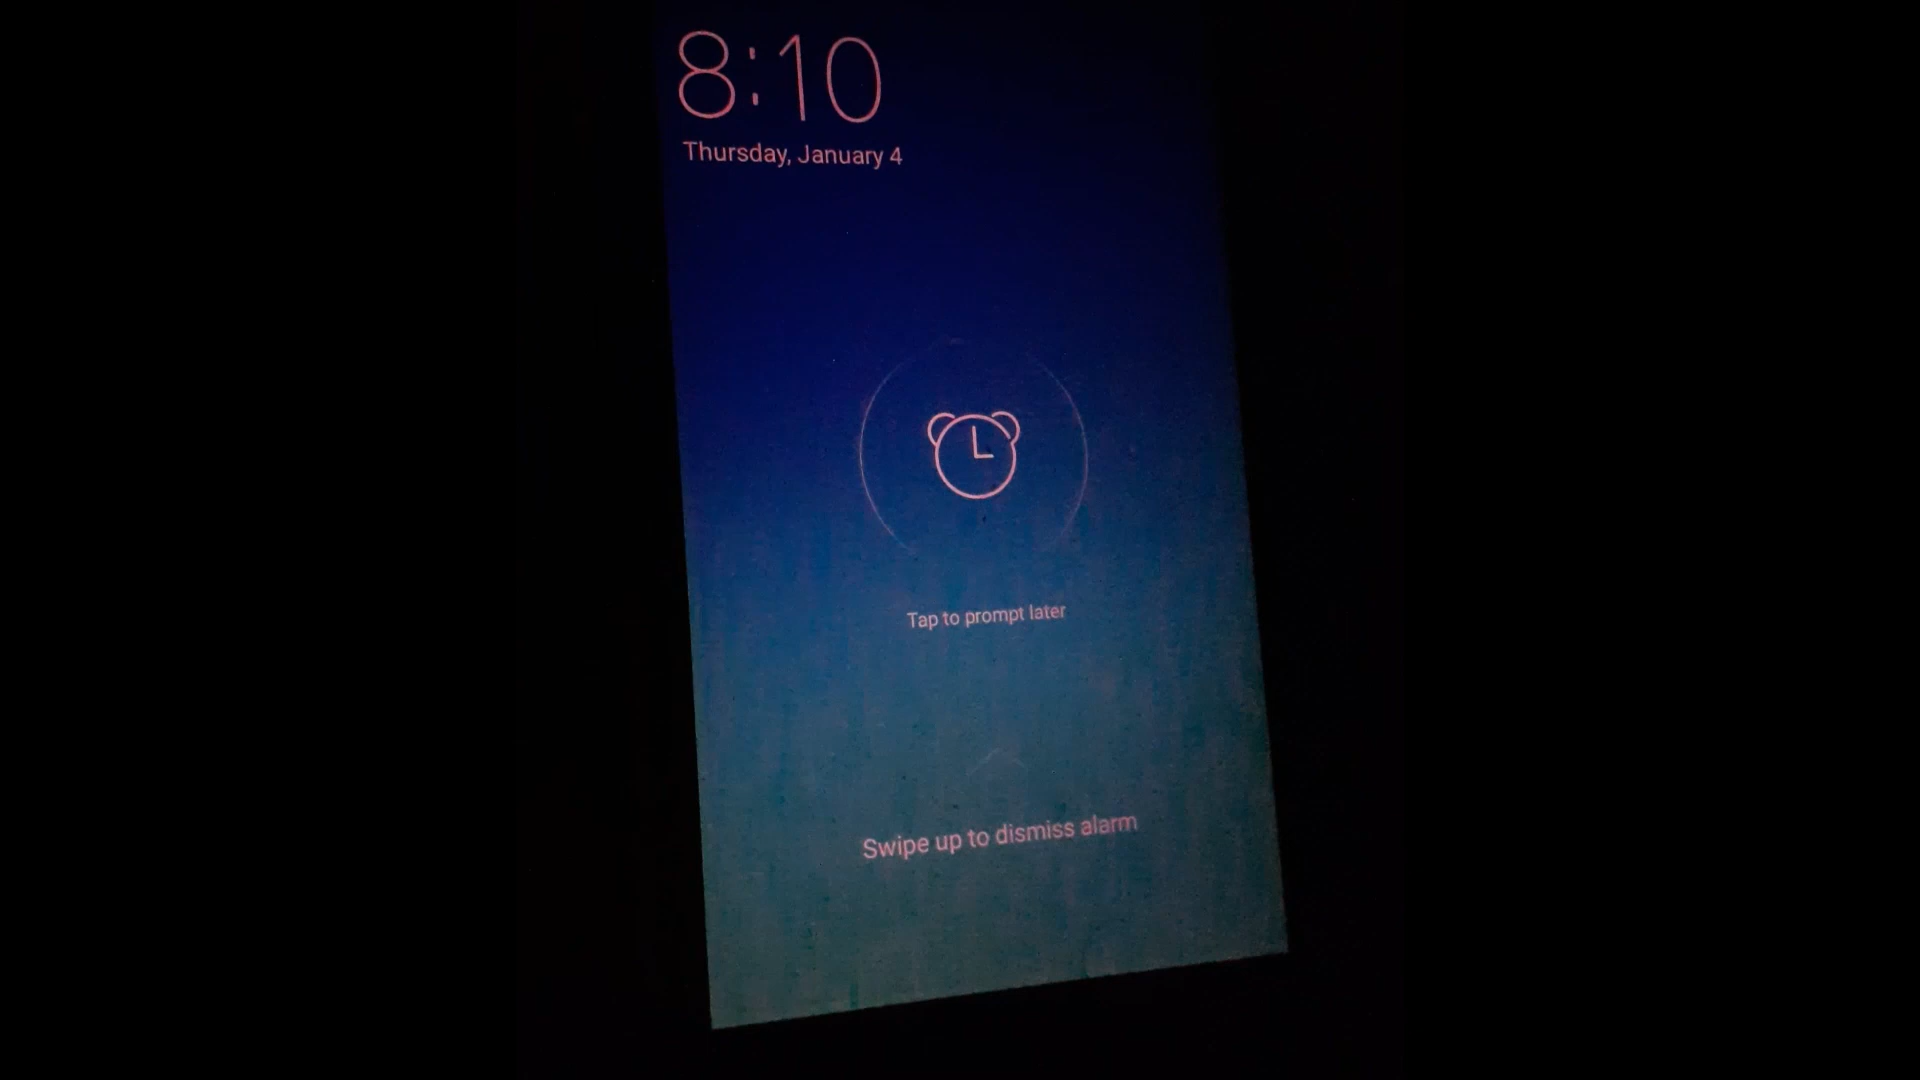 8:10
Thursday, January 4
Tap to prompt later
Swipe up to dismiss alarm